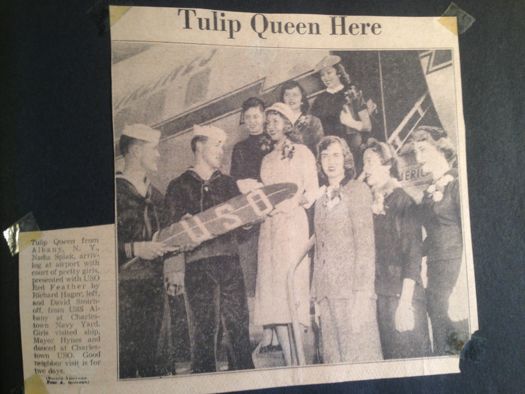 Tulip Queen Here
USO
ERIC
Tulip Queen from
Albany, N. Y.,
Nadia Spiak, arriv-
ing at airport with
court of pretty girls,
presented with USO
Red Feather by
Richard Hager, left,
and David
off, from USS Al-
bany at Charles-
town Navy Yard.
Girls visited ship,
Mayor Hynes and
danced at Charles-
town USO. Good
neighbor visit is for
two days.